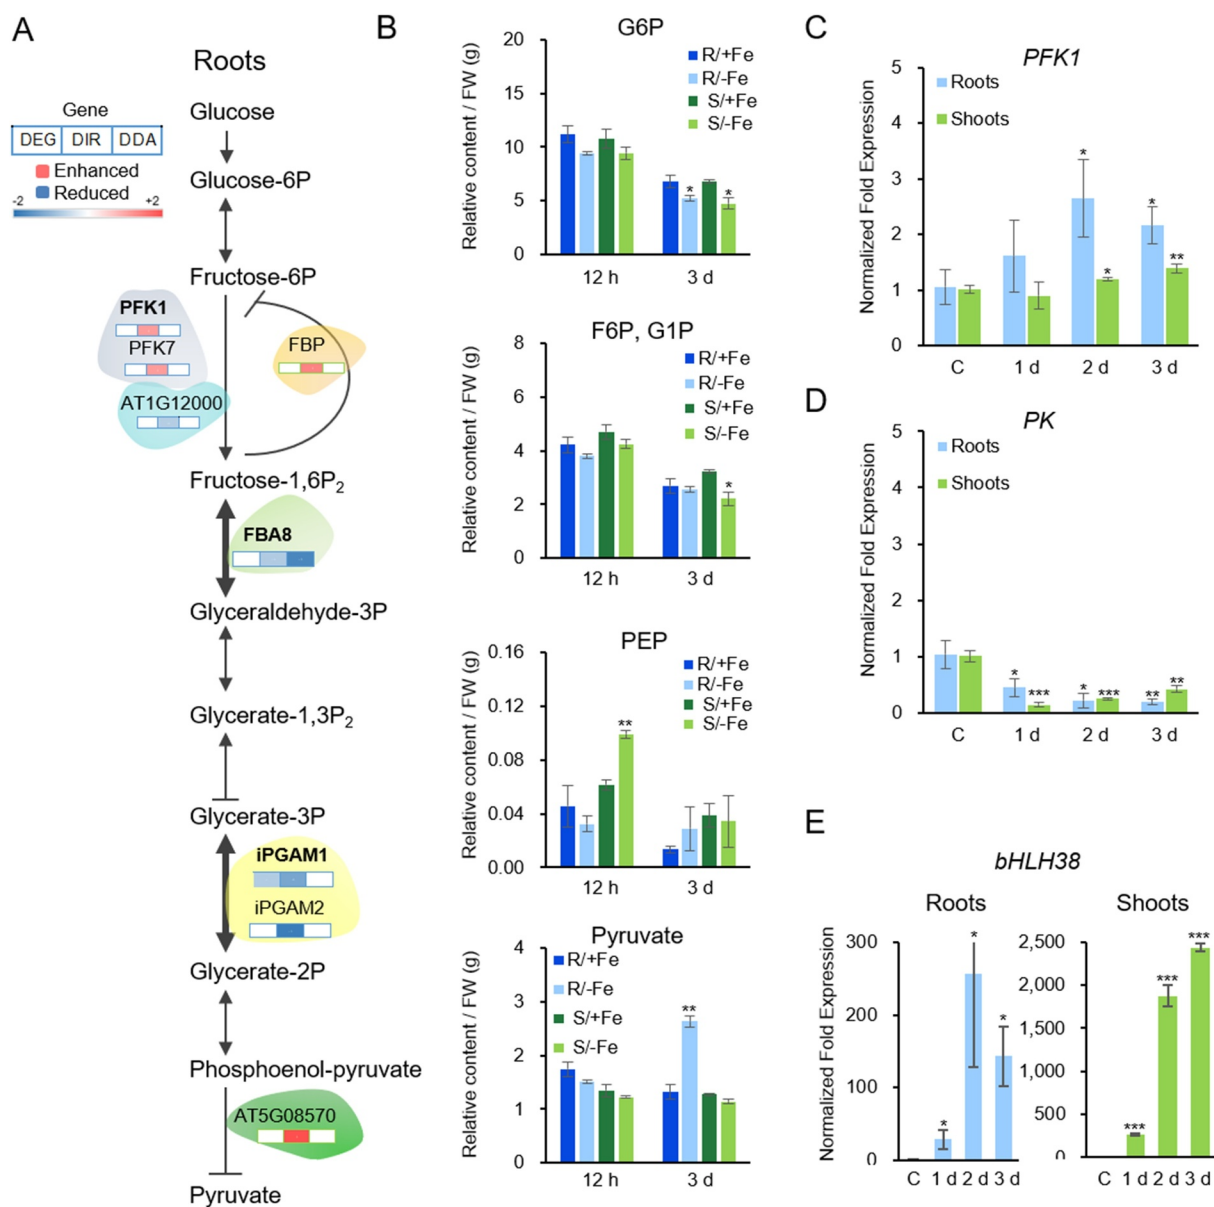 A
Roots
Gene
DEG DIR DDA
Enhanced
Reduced
-2 +2
Glucose
Glucose-6P
Fructose-6P
PFK1
PFK7
AT1G12000
FBP
Fructose-1,6P2
FBA8
Glyceraldehyde-3P
Glycerate-1,3P2
Glycerate-3P
iPGAM1
iPGAM2
Glycerate-2P
Phosphoenol-pyruvate
AT5G08570
Pyruvate
B
G6P
Relative content / FW (g)
20
15
10
5
0
R/+Fe
R/-Fe
S/+Fe
S/-Fe
* *
12 h 3 d
F6P, G1P
Relative content / FW (g)
8
6
4
2
0
R/+Fe
R/-Fe
S/+Fe
S/-Fe
*
12 h 3 d
PEP
Relative content / FW (g)
0.16
0.12
0.08
0.04
0.00
R/+Fe
R/-Fe
S/+Fe
S/-Fe
**
12 h 3 d
Pyruvate
Relative content / FW (g)
4
3
2
1
0
R/+Fe
R/-Fe
S/+Fe
S/-Fe
**
12 h 3 d
C
PFK1
Normalized Fold Expression
5
4
3
2
1
0
Roots
Shoots
* * * **
C 1 d 2 d 3 d
D
PK
Normalized Fold Expression
5
4
3
2
1
0
Roots
Shoots
* *** * *** ** **
C 1 d 2 d 3 d
E
bHLH38
Roots
Normalized Fold Expression
300
200
100
0
* * *
C 1 d 2 d 3 d
Shoots
2,500
2,000
1,500
1,000
500
0
*** *** ***
C 1 d 2 d 3 d